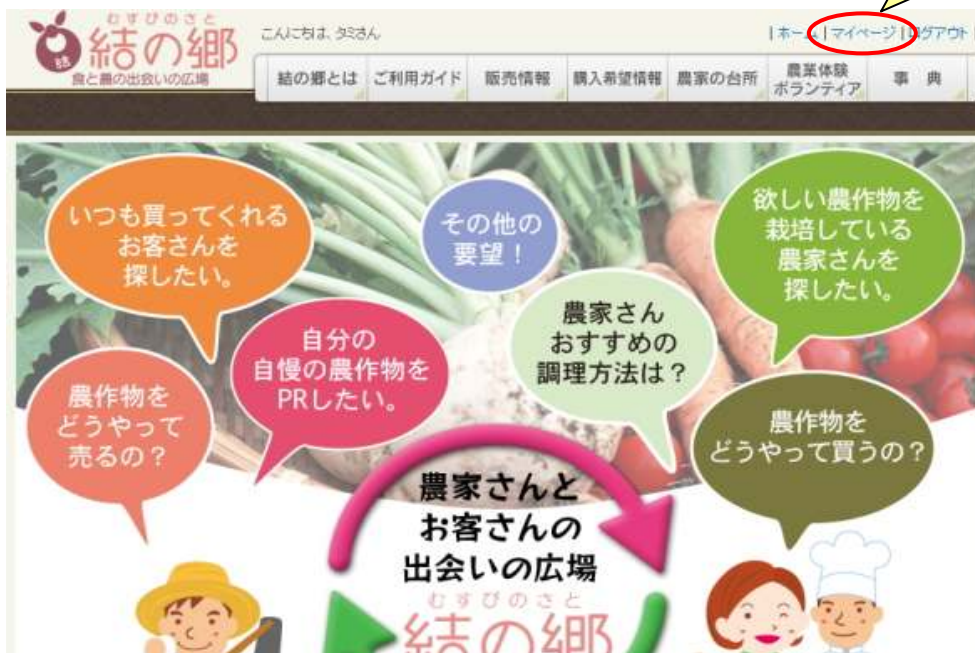 むすびのさと
結の郷
結
食と農の出会いの広場
こんにちは、タミさん
|ホーム|マイページ|ログアウト
結の郷とは
ご利用ガイド
販売情報
購入希望情報
農家の台所
農業体験
ボランティア
事 典
いつも買ってくれる
お客さんを
探したい。
その他の
要望！
欲しい農作物を
栽培している
農家さんを
探したい。
自分の
自慢の農作物を
PRしたい。
農家さん
おすすめの
調理方法は？
農作物を
どうやって
売るの？
農作物を
どうやって買うの？
農家さんと
お客さんの
出会いの広場
むすびのさと
結の郷